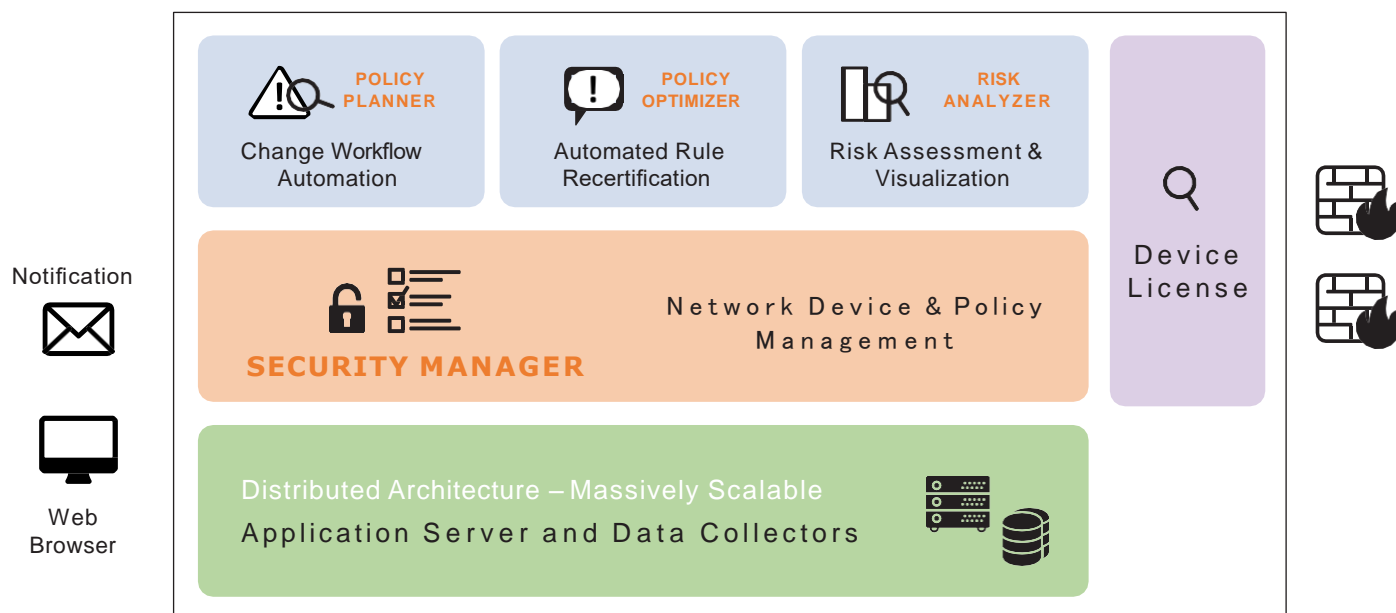 POLICY
PLANNER
Change Workflow
Automation
POLICY
OPTIMIZER
Automated Rule
Recertification
RISK
ANALYZER
Risk Assessment &
Visualization
Device
License
Notification
Network Device & Policy
Management
SECURITY MANAGER
Web
Browser
Distributed Architecture – Massively Scalable
Application Server and Data Collectors